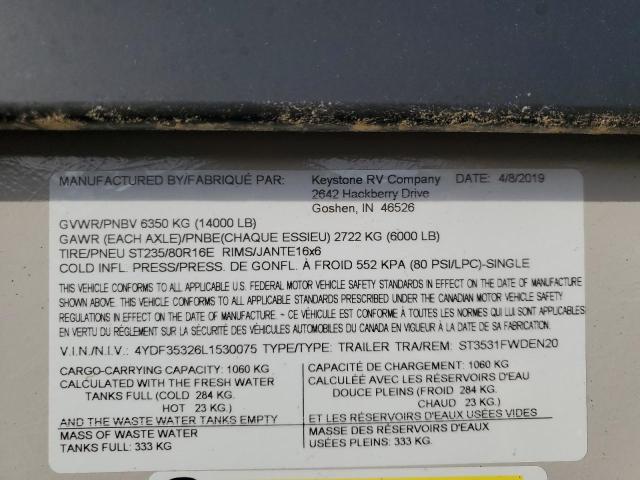 MANUFACTURED BY/FABRIQUÉ PAR: Keystone RV Company DATE: 4/8/2019
2642 Hackberry Drive
Goshen, IN 46526
GVWR/PNBV 6350 KG (14000 LB)
GAWR (EACH AXLE)/PNBE(CHAQUE ESSIEU) 2722 KG (6000 LB)
TIRE/PNEU ST235/80R16E RIMS/JANTE16x6
COLD INFL. PRESS/PRESS. DE GONFL. À FROID 552 KPA (80 PSI/LPC)-SINGLE
THIS VEHICLE CONFORMS TO ALL APPLICABLE U.S. FEDERAL MOTOR VEHICLE SAFETY STANDARDS IN EFFECT ON THE DATE OF MANUFACTURE
SHOWN ABOVE. THIS VEHICLE CONFORMS TO ALL APPLICABLE STANDARDS PRESCRIBED UNDER THE CANADIAN MOTOR VEHICLE SAFETY
REGULATIONS IN EFFECT ON THE DATE OF MANUFACTURE - CE VÉHICULE EST CONFORME À TOUTES LES NORMES QUI LUI SONT APPLICABLES
EN VERTU DU RÉGLEMENT SUR LA SÉCURITÉ DES VÉHICULES AUTOMOBILES DU CANADA EN VIGUEUR À LA DATE DE SA FABRICATION.
V.I.N./N.I.V.: 4YDF35326L1530075 TYPE/TYPE: TRAILER TRA/REM: ST3531FWDEN20
CARGO-CARRYING CAPACITY: 1060 KG
CALCULATED WITH THE FRESH WATER
TANKS FULL (COLD 284 KG.
HOT 23 KG.)
AND THE WASTE WATER TANKS EMPTY
MASS OF WASTE WATER
TANKS FULL: 333 KG
CAPACITÉ DE CHARGEMENT: 1060 KG
CALCULÉE AVEC LES RÉSERVOIRS D'EAU
DOUCE PLEINS (FROID 284 KG.
CHAUD 23 KG.)
ET LES RÉSERVOIRS D'EAUX USÉES VIDES
MASSE DES RÉSERVOIRS D'EAUX
USÉES PLEINS: 333 KG.